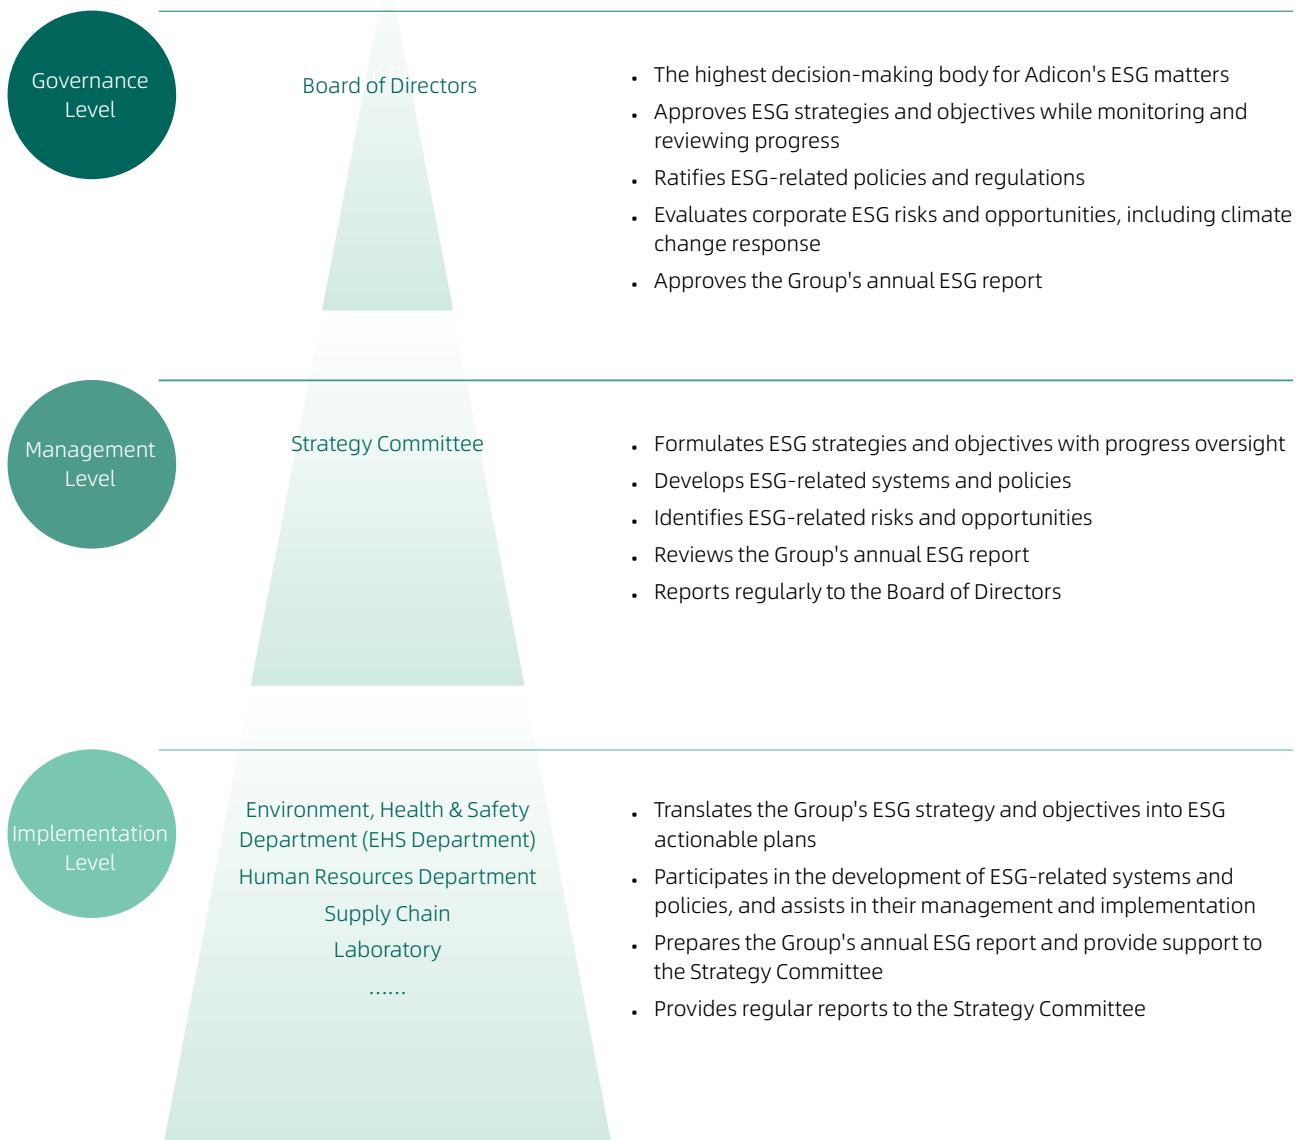 Governance
Level
Board of Directors
• The highest decision-making body for Adicon's ESG matters
• Approves ESG strategies and objectives while monitoring and
reviewing progress
• Ratifies ESG-related policies and regulations
• Evaluates corporate ESG risks and opportunities, including climate
change response
• Approves the Group's annual ESG report
Management
Level
Strategy Committee
• Formulates ESG strategies and objectives with progress oversight
• Develops ESG-related systems and policies
• Identifies ESG-related risks and opportunities
• Reviews the Group's annual ESG report
• Reports regularly to the Board of Directors
Implementation
Level
Environment, Health & Safety
Department (EHS Department)
Human Resources Department
Supply Chain
Laboratory
······
• Translates the Group's ESG strategy and objectives into ESG
actionable plans
• Participates in the development of ESG-related systems and
policies, and assists in their management and implementation
• Prepares the Group's annual ESG report and provide support to
the Strategy Committee
• Provides regular reports to the Strategy Committee